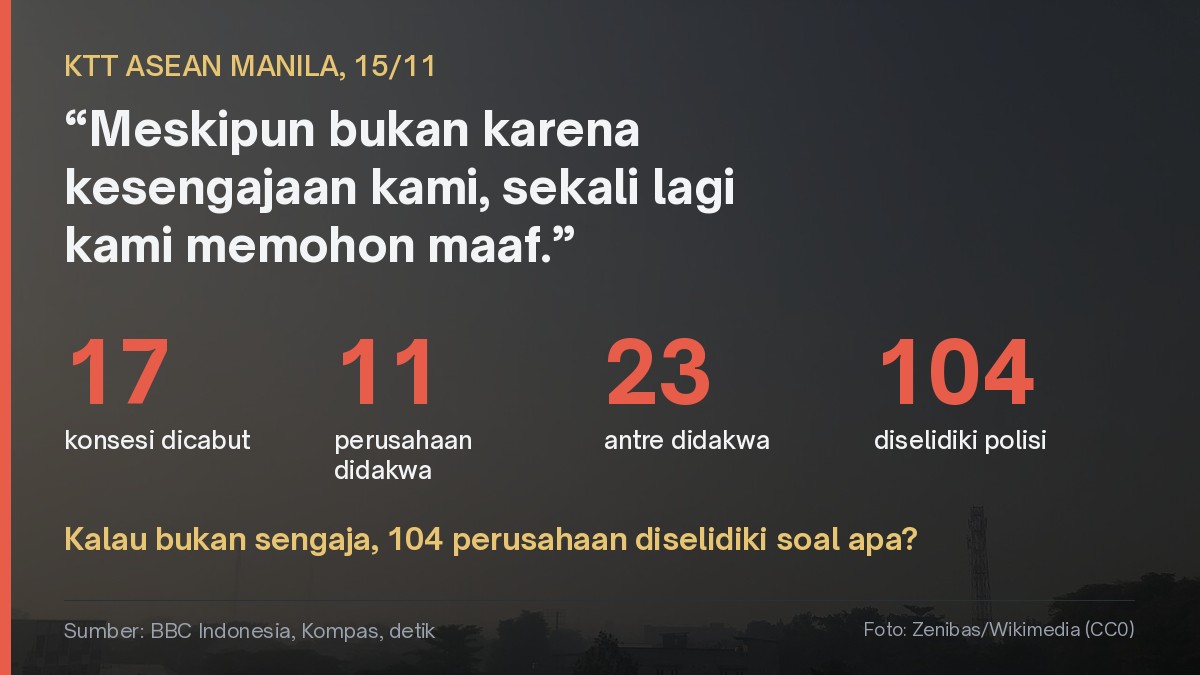 KTT ASEAN MANILA, 15/11
“Meskipun bukan karena
kesengajaan kami, sekali lagi
kami memohon maaf.”
17
konsesi dicabut
11
perusahaan
didakwa
23
antre didakwa
104
diselidiki polisi
Kalau bukan sengaja, 104 perusahaan diselidiki soal apa?
Sumber: BBC Indonesia, Kompas, detik
Foto: Zenibas/Wikimedia (CC0)